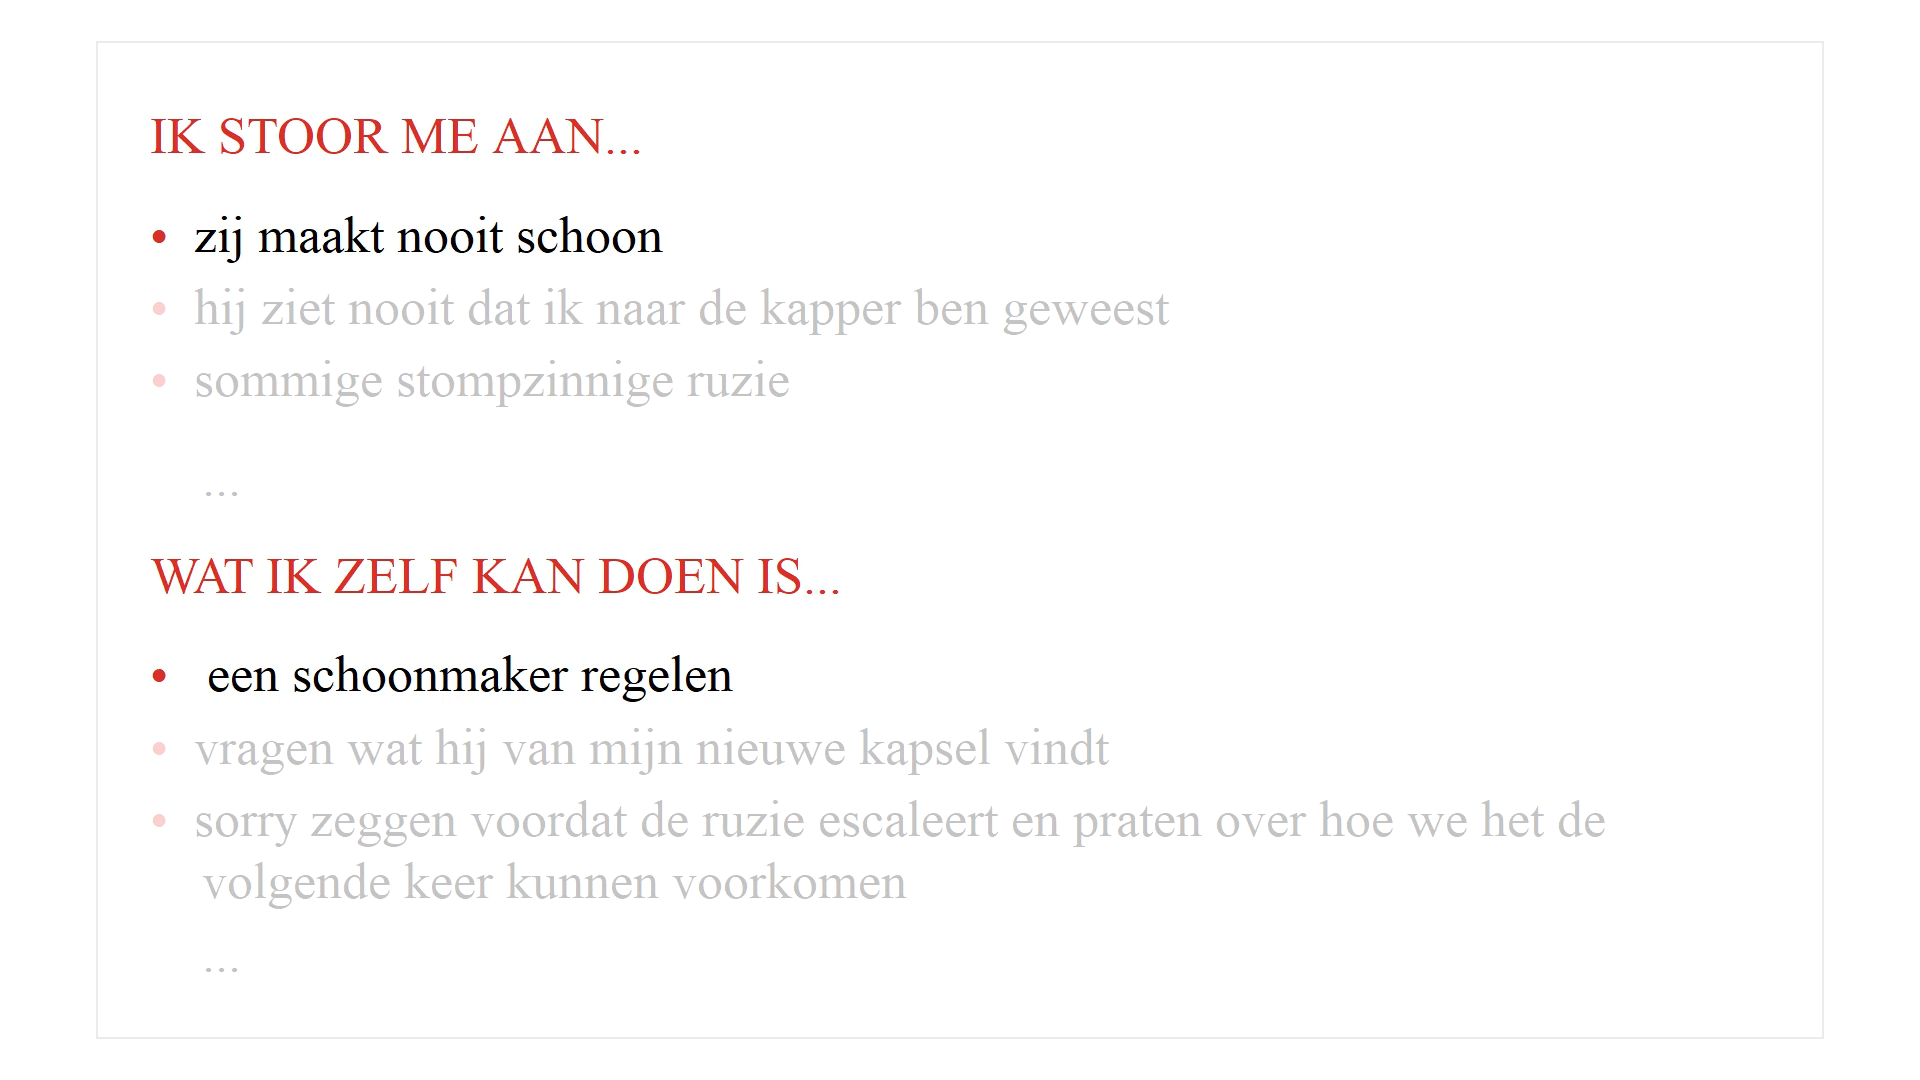 IK STOOR ME AAN...
• zij maakt nooit schoon
• hij ziet nooit dat ik naar de kapper ben geweest
• sommige stompzinnige ruzie
...
WAT IK ZELF KAN DOEN IS...
• een schoonmaker regelen
• vragen wat hij van mijn nieuwe kapsel vindt
• sorry zeggen voordat de ruzie escaleert en praten over hoe we het de
volgende keer kunnen voorkomen
...